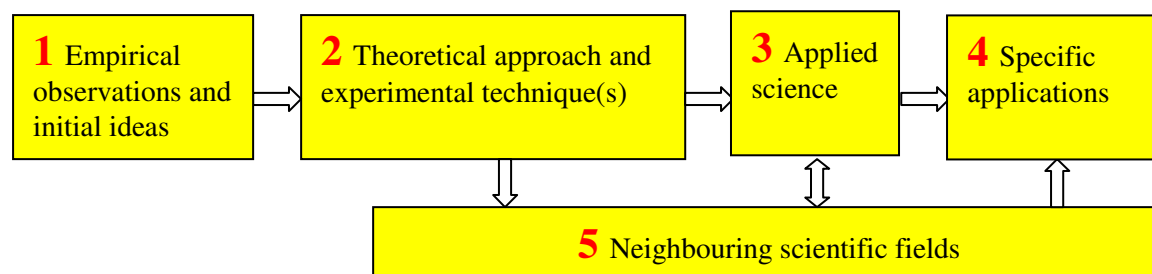 1 Empirical
observations and
initial ideas
2 Theoretical approach and
experimental technique(s)
3 Applied
science
4 Specific
applications
5 Neighbouring scientific fields